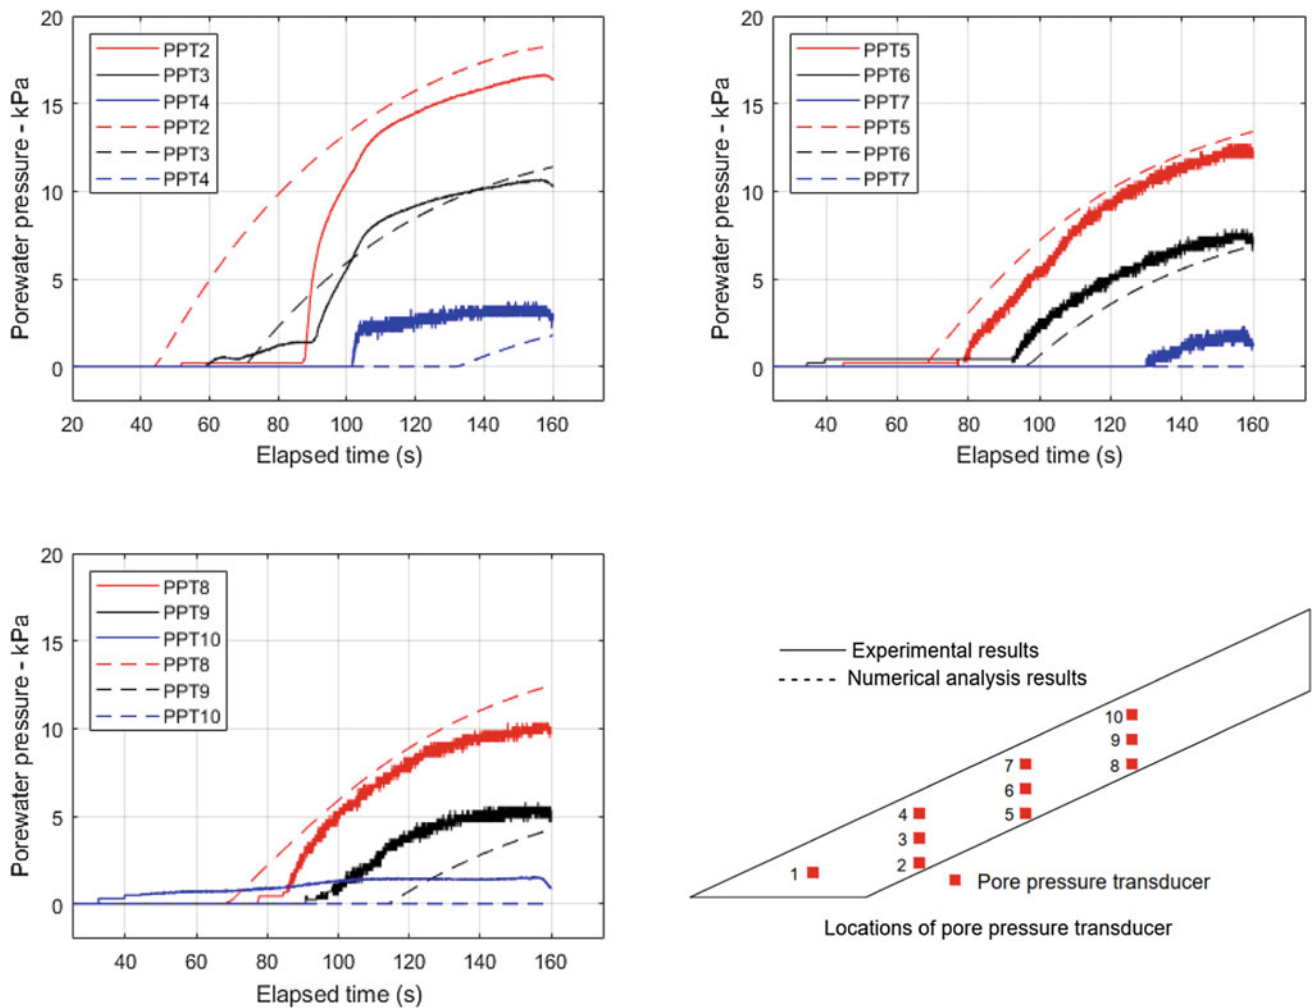 20
15
10
5
0
Porewater pressure - kPa
PPT2
PPT3
PPT4
PPT2
PPT3
PPT4
20 40 60 80 100 120 140 160
Elapsed time (s)
20
15
10
5
0
Porewater pressure - kPa
PPT5
PPT6
PPT7
PPT5
PPT6
PPT7
40 60 80 100 120 140 160
Elapsed time (s)
20
15
10
5
0
Porewater pressure - kPa
PPT8
PPT9
PPT10
PPT8
PPT9
PPT10
40 60 80 100 120 140 160
Elapsed time (s)
Experimental results
Numerical analysis results
10
9
8
7
6
5
4
3
2
1
Pore pressure transducer
Locations of pore pressure transducer